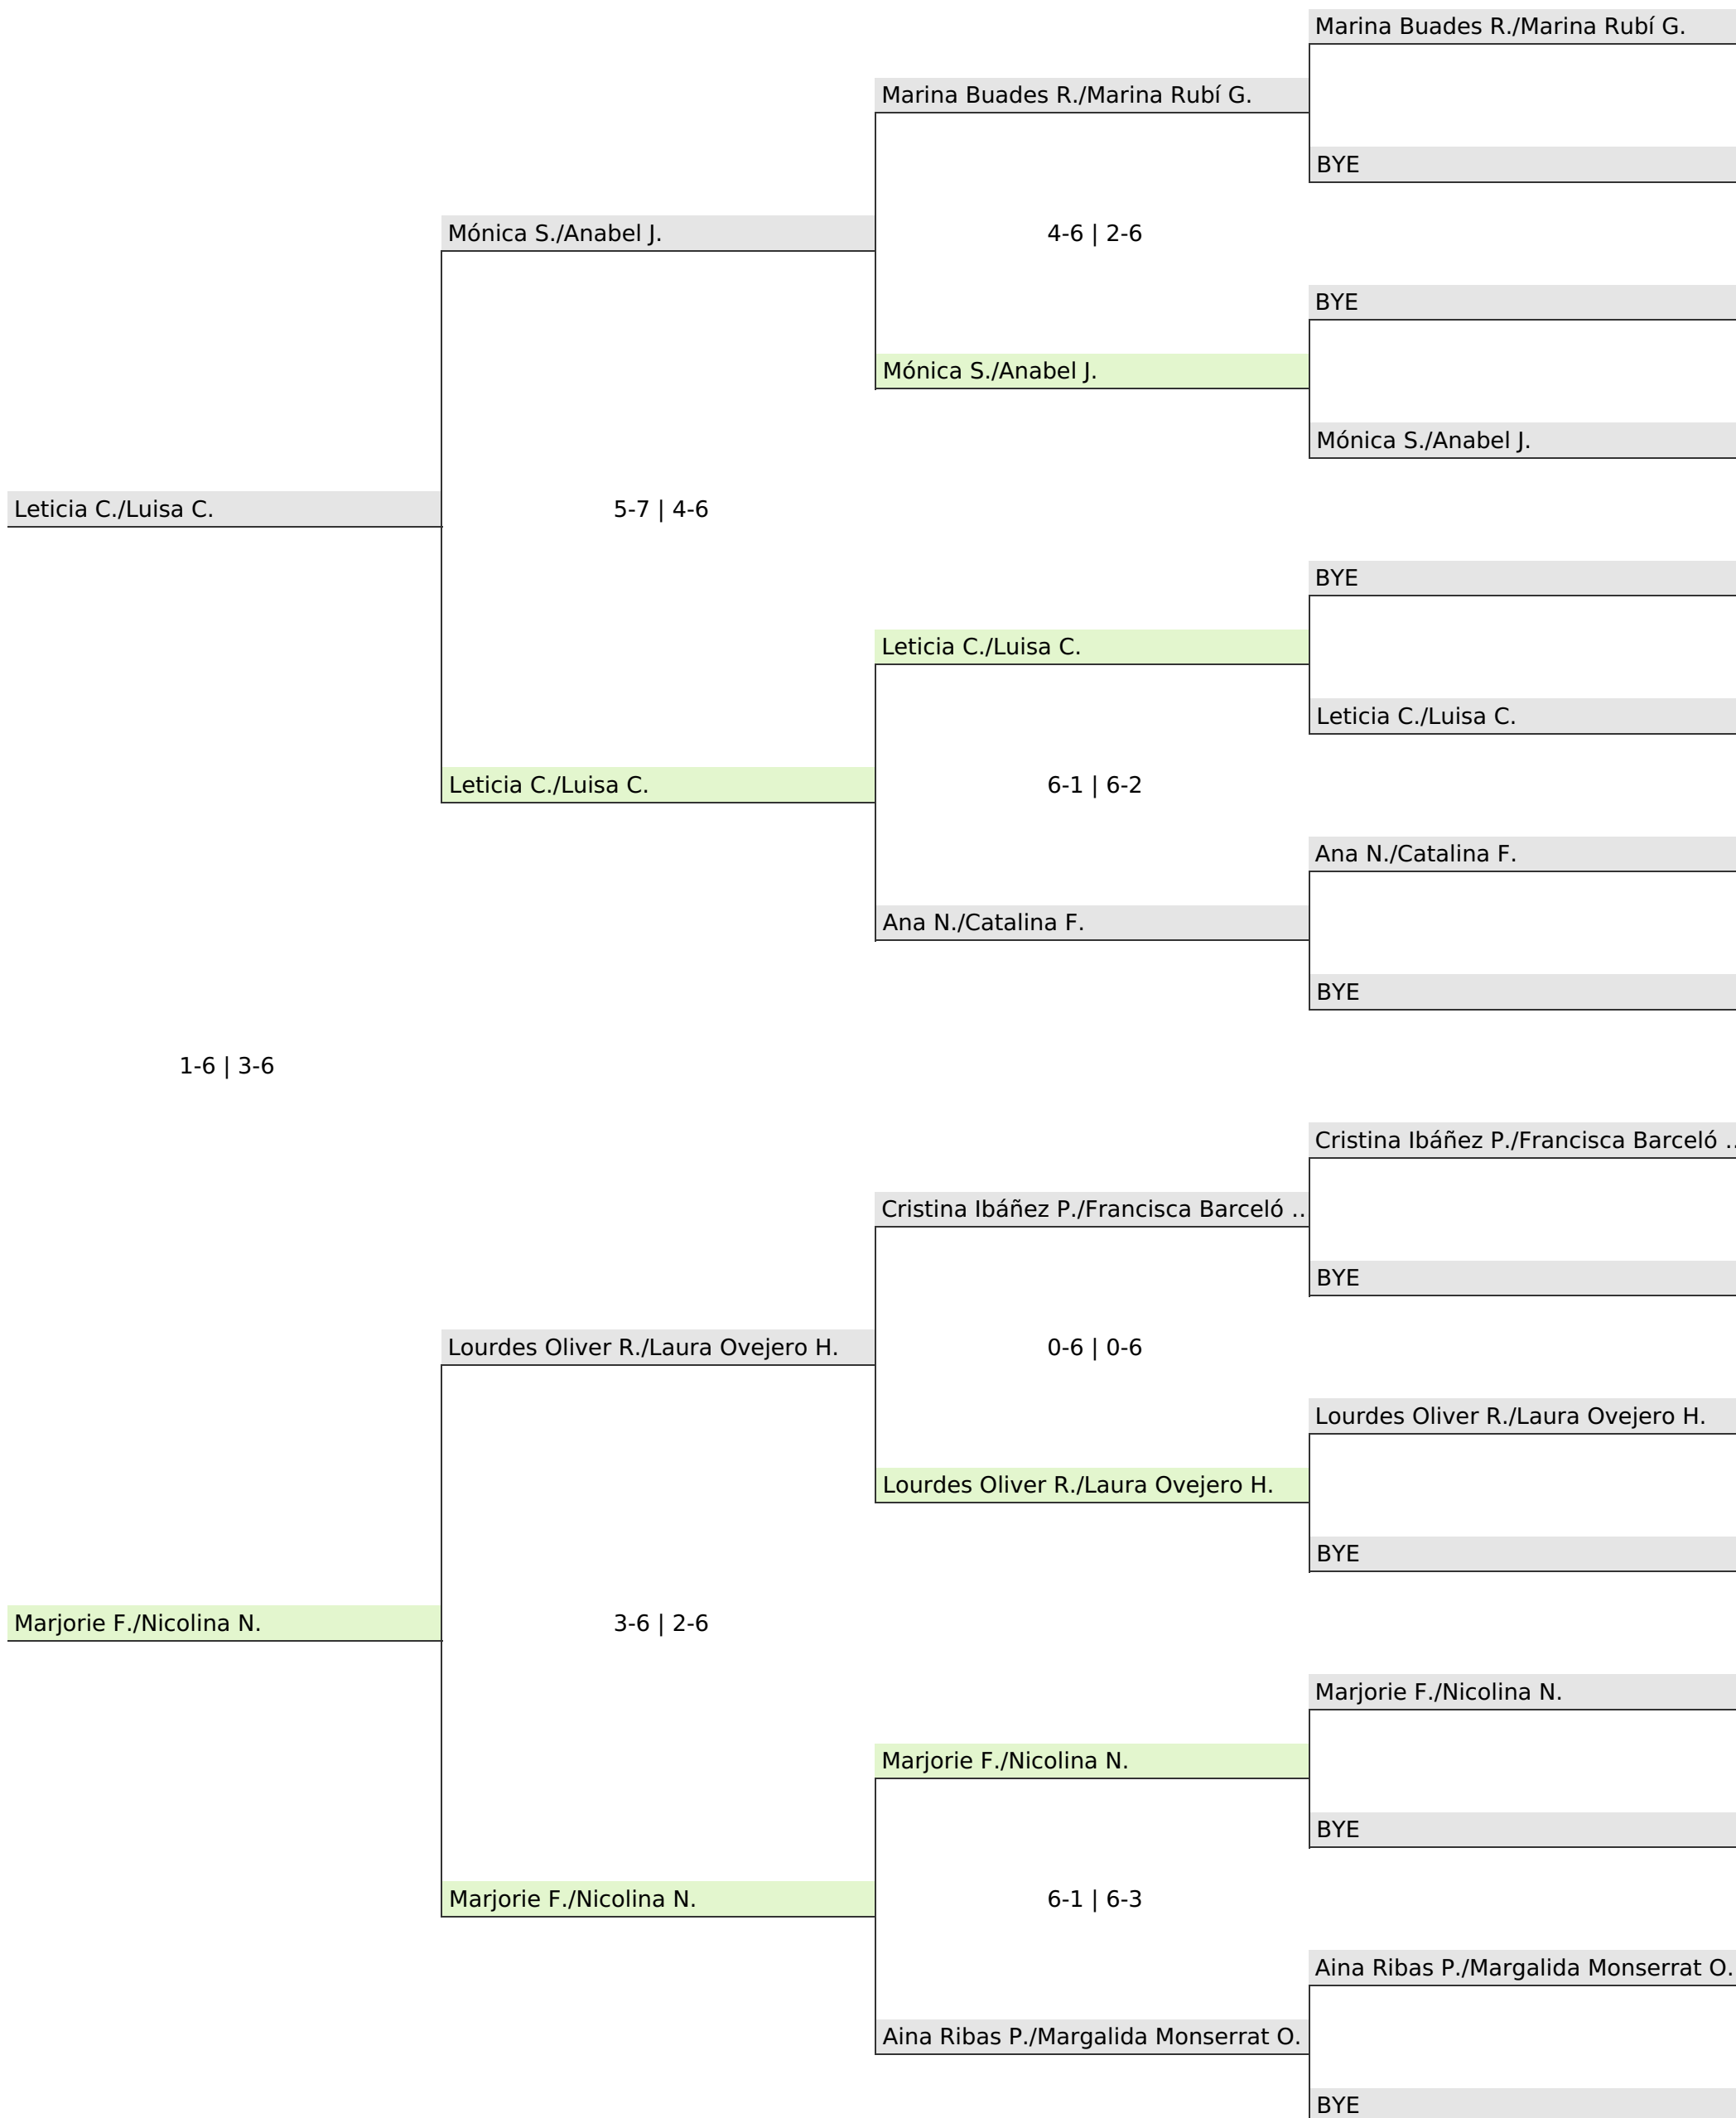 Marina Buades R./Marina Rubí G.
Marina Buades R./Marina Rubí G.
BYE
Mónica S./Anabel J.
4-6 | 2-6
BYE
Mónica S./Anabel J.
Mónica S./Anabel J.
Leticia C./Luisa C.
5-7 | 4-6
BYE
Leticia C./Luisa C.
Leticia C./Luisa C.
Leticia C./Luisa C.
6-1 | 6-2
Ana N./Catalina F.
Ana N./Catalina F.
BYE
1-6 | 3-6
Cristina Ibáñez P./Francisca Barceló ..
Cristina Ibáñez P./Francisca Barceló ..
BYE
Lourdes Oliver R./Laura Ovejero H.
0-6 | 0-6
Lourdes Oliver R./Laura Ovejero H.
Lourdes Oliver R./Laura Ovejero H.
BYE
Marjorie F./Nicolina N.
3-6 | 2-6
Marjorie F./Nicolina N.
Marjorie F./Nicolina N.
BYE
Marjorie F./Nicolina N.
6-1 | 6-3
Aina Ribas P./Margalida Monserrat O.
Aina Ribas P./Margalida Monserrat O.
BYE